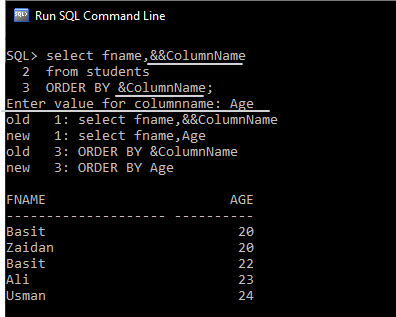 Run SQL Command Line
SQL> select fname,&&ColumnName
2 from students
3 ORDER BY &ColumnName;
Enter value for columnname: Age
old 1: select fname,&&ColumnName
new 1: select fname,Age
old 3: ORDER BY &ColumnName
new 3: ORDER BY Age
FNAME AGE
-------------------- ----------
Basit 20
Zaidan 20
Basit 22
Ali 23
Usman 24